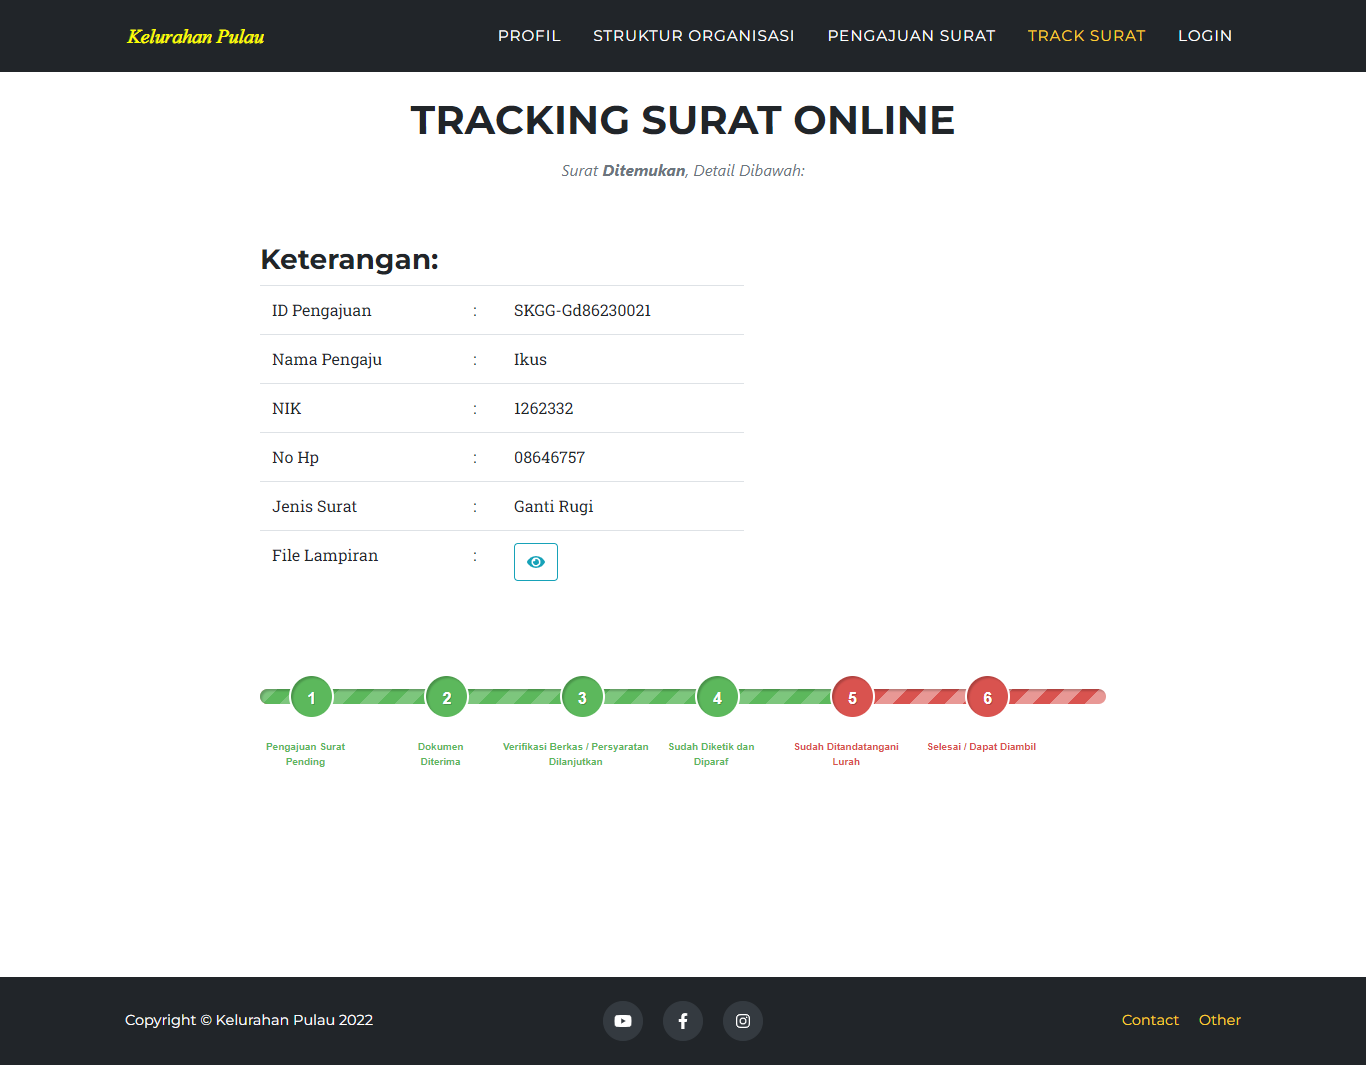 Kelurahan Pulau
PROFIL STRUKTUR ORGANISASI PENGAJUAN SURAT TRACK SURAT LOGIN
TRACKING SURAT ONLINE
Surat Ditemukan, Detail Dibawah:
Keterangan:
ID Pengajuan : SKGG-Gd86230021
Nama Pengaju : Ikus
NIK : 1262332
No Hp : 08646757
Jenis Surat : Ganti Rugi
File Lampiran :
1 2 3 4 5 6
Pengajuan Surat
Pending
Dokumen
Diterima
Verifikasi Berkas / Persyaratan
Dilanjutkan
Sudah Diketik dan
Diparaf
Sudah Ditandatangani
Lurah
Selesai / Dapat Diambil
Copyright © Kelurahan Pulau 2022
Contact Other